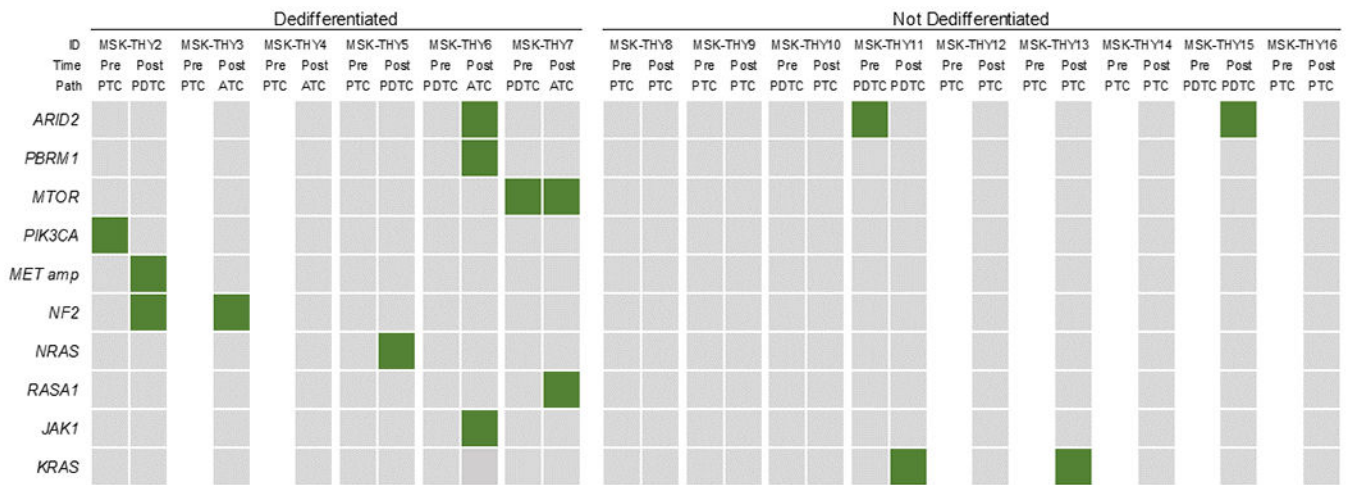 Dedifferentiated Not Dedifferentiated
ID MSK-THY2 MSK-THY3 MSK-THY4 MSK-THY5 MSK-THY6 MSK-THY7 MSK-THY8 MSK-THY9 MSK-THY10 MSK-THY11 MSK-THY12 MSK-THY13 MSK-THY14 MSK-THY15 MSK-THY16
Time Pre Post Pre Post Pre Post Pre Post Pre Post Pre Post Pre Post Pre Post Pre Post Pre Post Pre Post Pre Post Pre Post Pre Post Pre Post
Path PTC PDTC PTC ATC PTC ATC PTC PDTC PDTC ATC PDTC ATC PTC PTC PTC PTC PDTC PTC PDTC PDTC PTC PTC PTC PTC PTC PTC PDTC PDTC PTC PTC
ARID2
PBRM1
MTOR
PIK3CA
MET amp
NF2
NRAS
RASA1
JAK1
KRAS